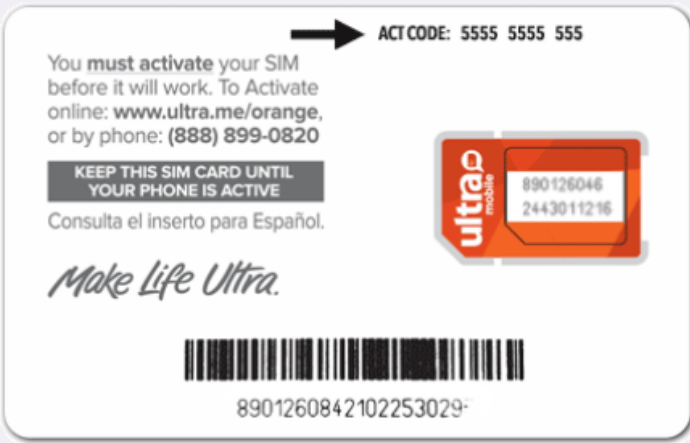 ACT CODE: 5555 5555 555
You must activate your SIM
before it will work. To Activate
online: www.ultra.me/orange,
or by phone: (888) 899-0820
KEEP THIS SIM CARD UNTIL
YOUR PHONE IS ACTIVE
Consulta el inserto para Español.
Make Life Ultra.
ultra
mobile
890126046
2443011216
8901260842102253029